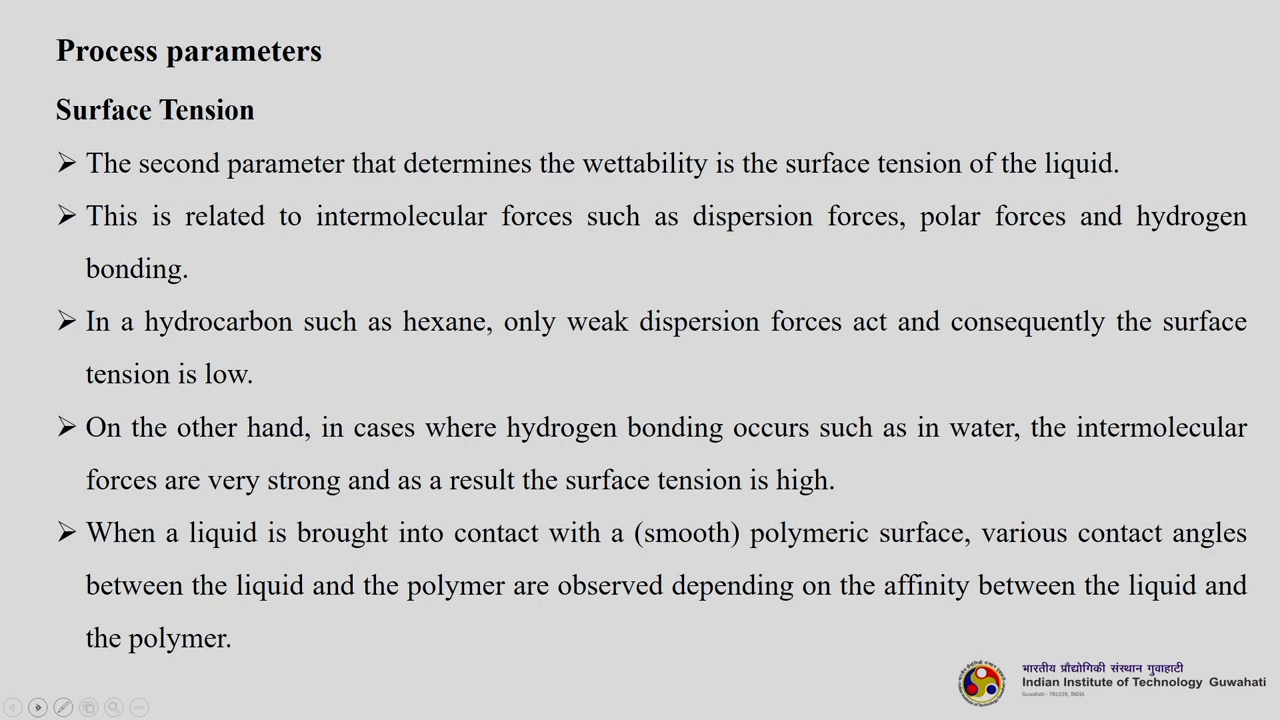 Process parameters
Surface Tension
➢ The second parameter that determines the wettability is the surface tension of the liquid.
➢ This is related to intermolecular forces such as dispersion forces, polar forces and hydrogen
bonding.
➢ In a hydrocarbon such as hexane, only weak dispersion forces act and consequently the surface
tension is low.
➢ On the other hand, in cases where hydrogen bonding occurs such as in water, the intermolecular
forces are very strong and as a result the surface tension is high.
➢ When a liquid is brought into contact with a (smooth) polymeric surface, various contact angles
between the liquid and the polymer are observed depending on the affinity between the liquid and
the polymer.
भारतीय प्रौद्योगिकी संस्थान गुवाहाटी
Indian Institute of Technology Guwahati
Guwahati - 781039, INDIA